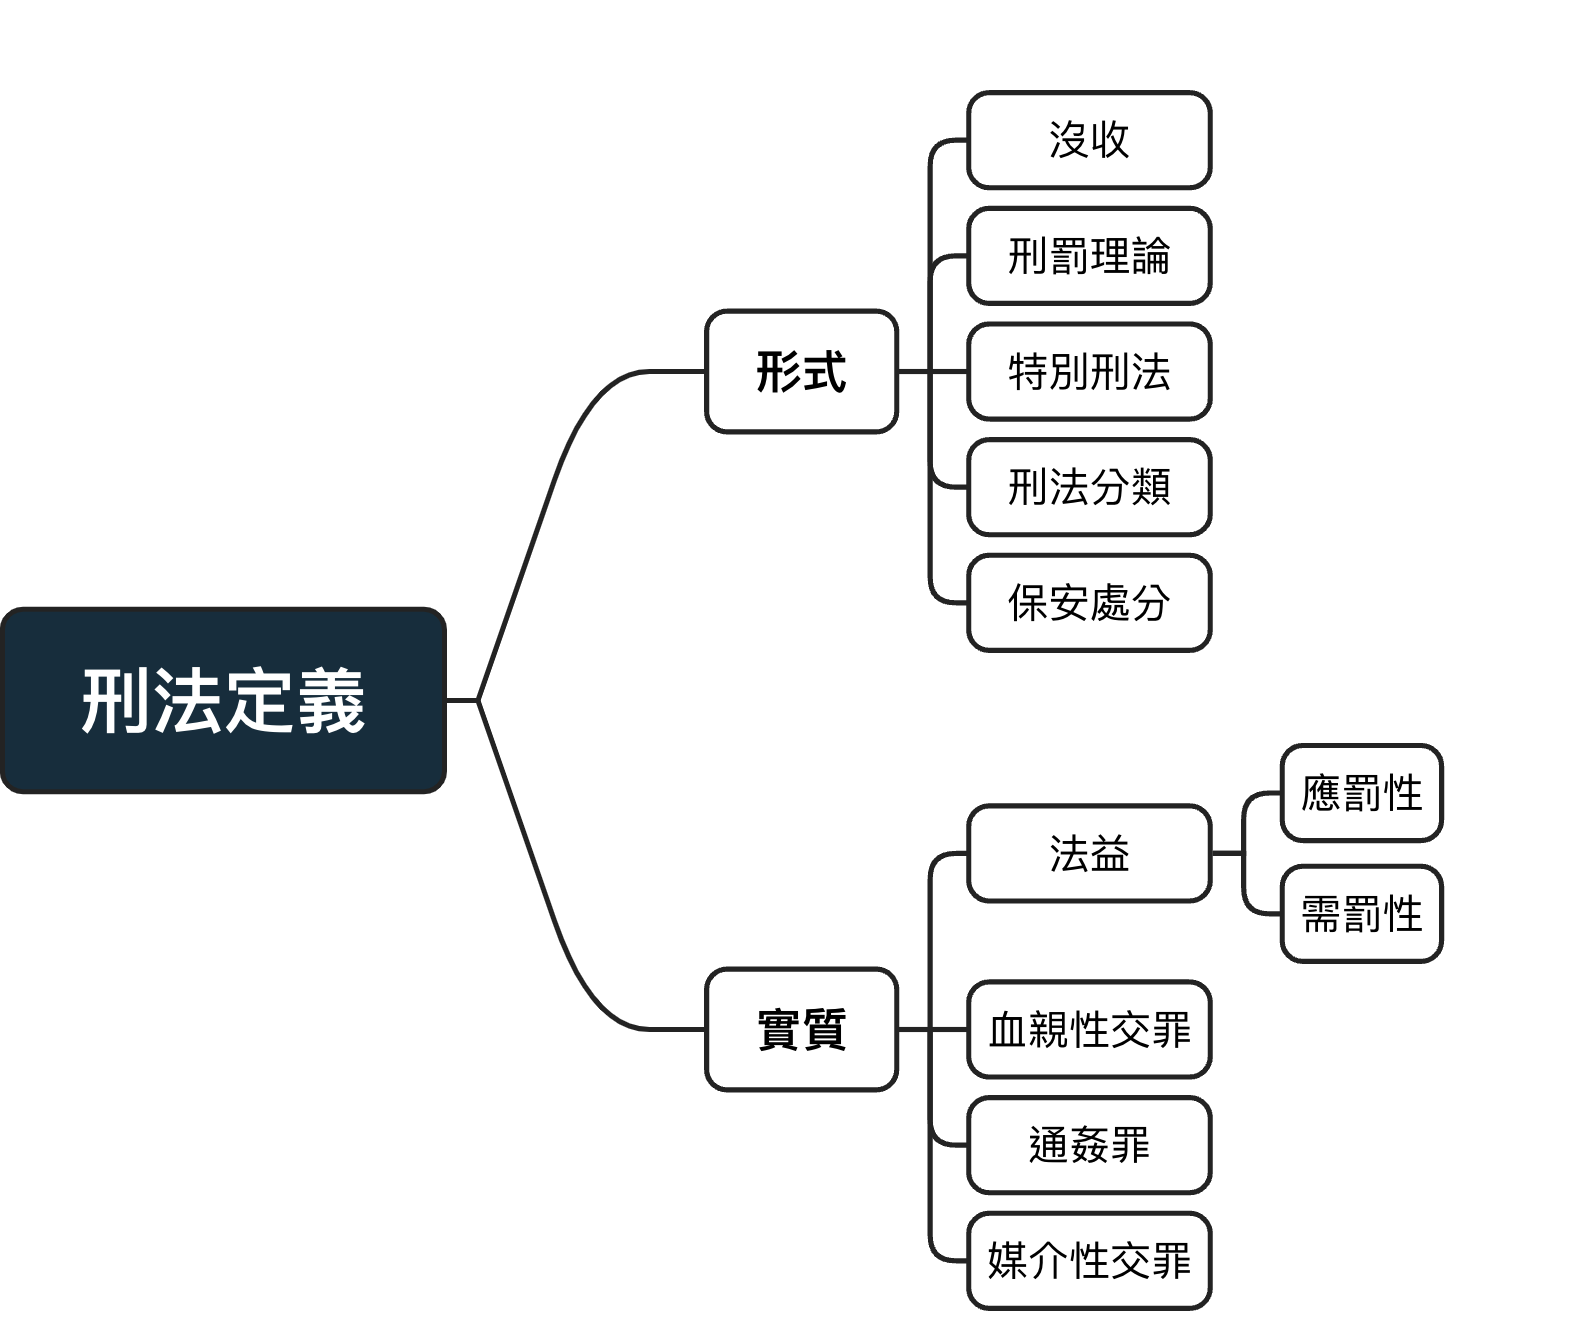 刑法定義
形式
沒收
刑罰理論
特別刑法
刑法分類
保安處分
實質
法益
應罰性
需罰性
血親性交罪
通姦罪
媒介性交罪